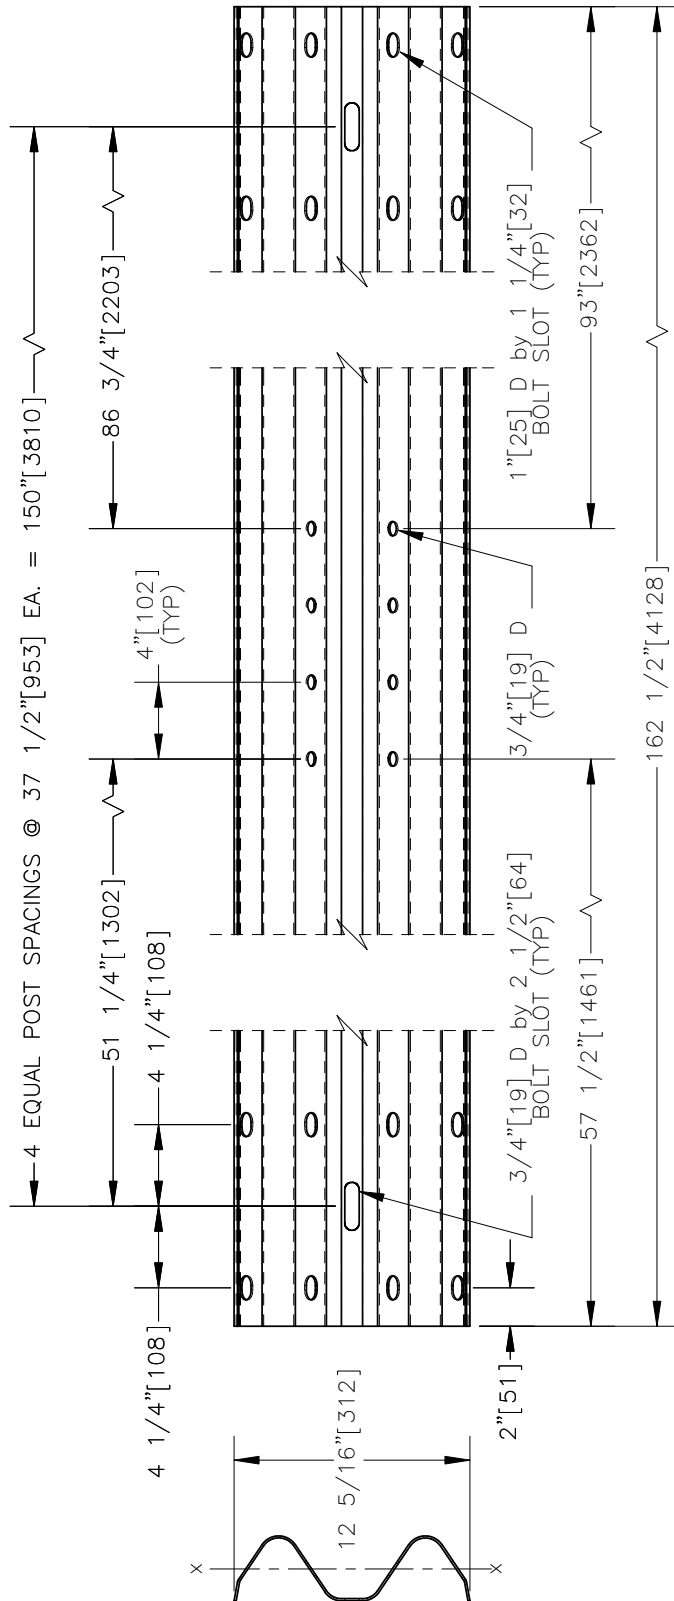 4 EQUAL POST SPACINGS @ 37 1/2"[953] EA. = 150"[3810]
51 1/4"[1302]
86 3/4"[2203]
4 1/4"[108]
4 1/4"[108]
4"[102]
(TYP)
x
x
12 5/16"[312]
2"[51]
3/4"[19] D by 2 1/2"[64]
BOLT SLOT (TYP)
3/4"[19] D
(TYP)
1"[25] D by 1 1/4"[32]
BOLT SLOT (TYP)
57 1/2"[1461]
93"[2362]
162 1/2"[4128]